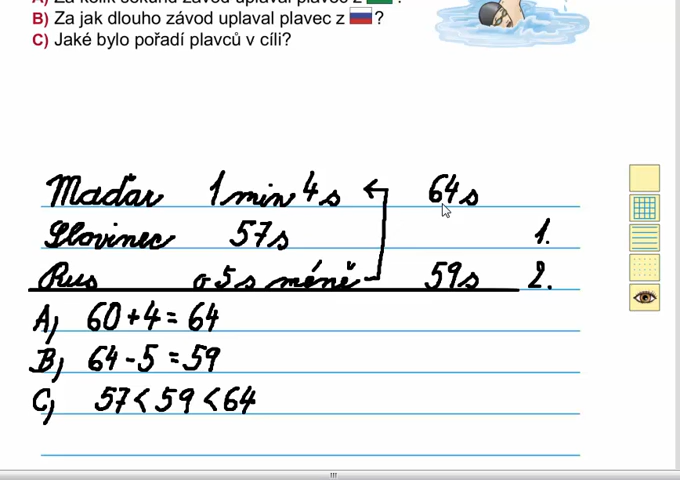 B) Za jak dlouho závod uplaval plavec z ?
C) Jaké bylo pořadí plavců v cíli?
Maďar 1 min 4 s 64 s
Slovinec 57 s 1.
Rus o 5 s méně 59 s 2.
A) 60 + 4 = 64
B) 64 - 5 = 59
C) 57 < 59 < 64